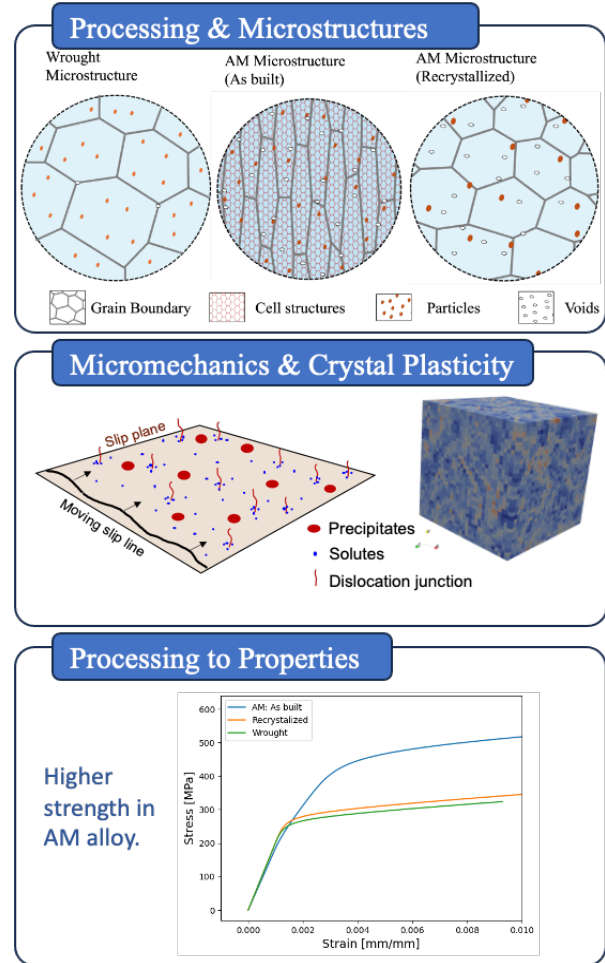 Processing & Microstructures
Wrought
Microstructure
AM Microstructure
(As built)
AM Microstructure
(Recrystallized)
Grain Boundary
Cell structures
Particles
Voids
Micromechanics & Crystal Plasticity
Slip plane
Moving slip line
Precipitates
Solutes
Dislocation junction
Processing to Properties
Higher
strength in
AM alloy.
AM: As built
Recrystalized
Wrought
Stress [MPa]
600
500
400
300
200
100
0
0.000
0.002
0.004
0.006
0.008
0.010
Strain [mm/mm]